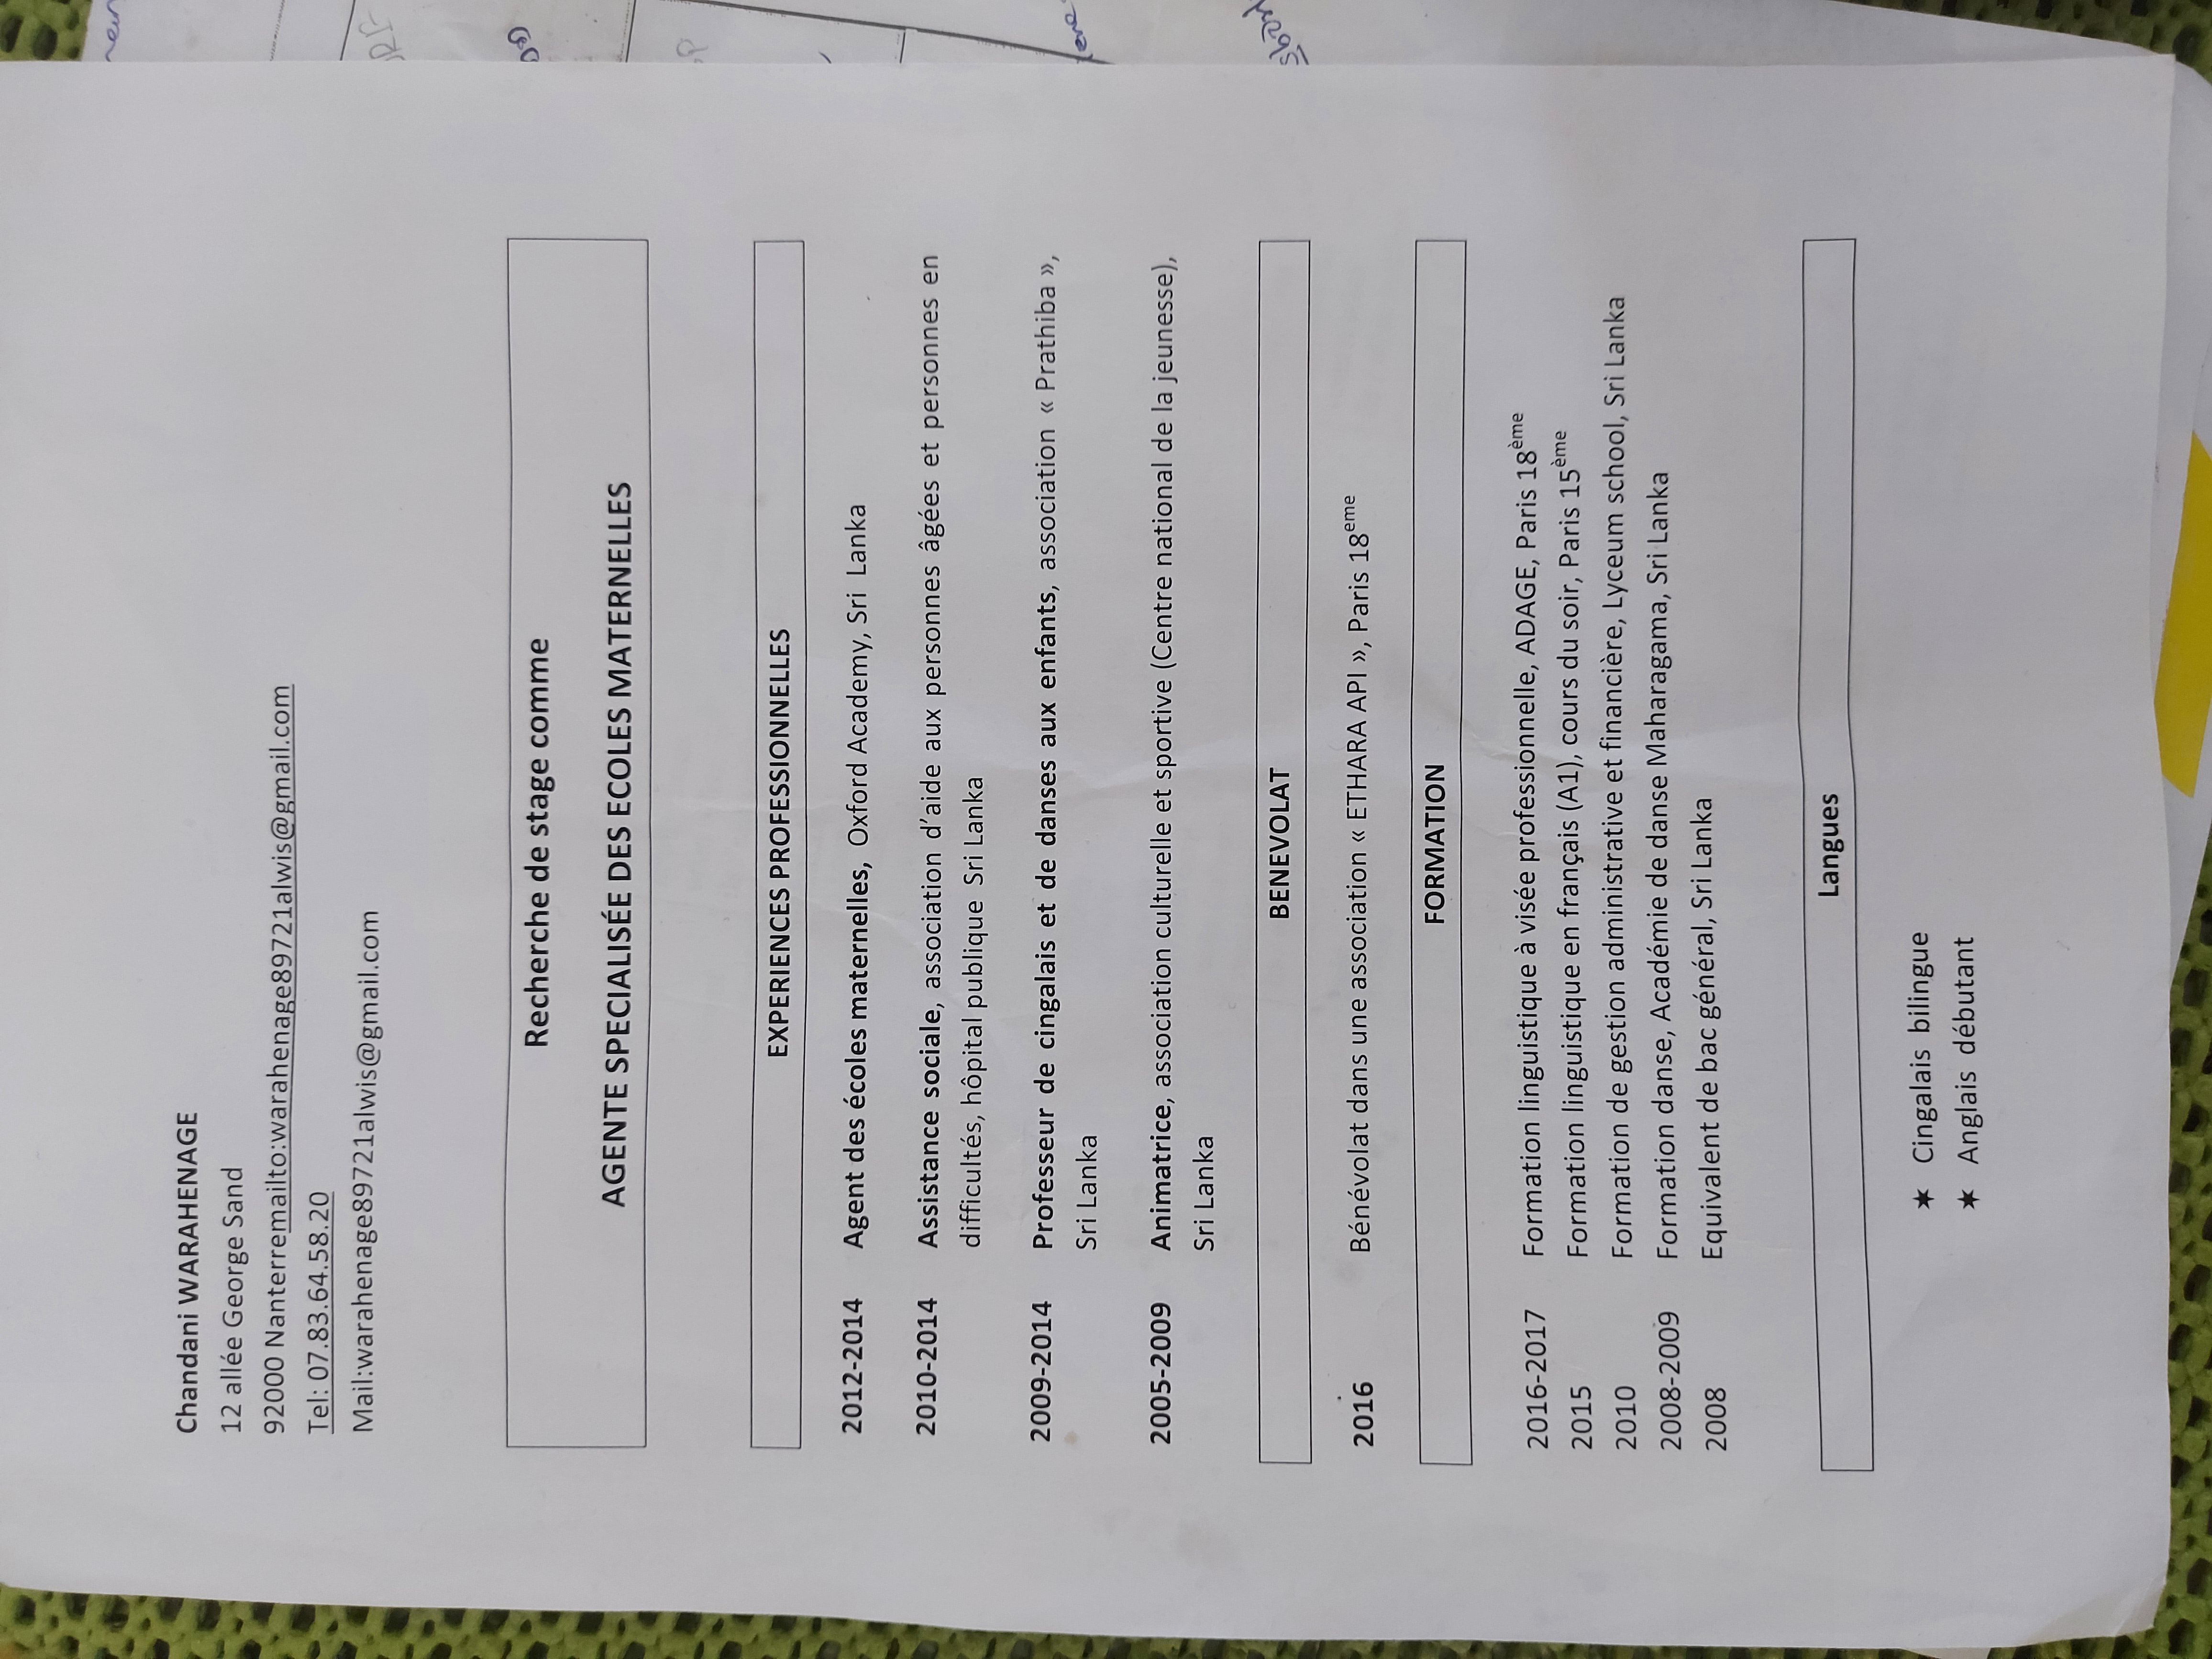 Chandani WARAHENAGE
12 allée George Sand
92000 Nanterremailto:warahenage89721alwis@gmail.com
Tel: 07.83.64.58.20
Mail:warahenage89721alwis@gmail.com
Recherche de stage comme
AGENTE SPECIALISÉE DES ECOLES MATERNELLES
EXPERIENCES PROFESSIONNELLES
2012-2014 Agent des écoles maternelles, Oxford Academy, Sri Lanka
2010-2014 Assistance sociale, association d’aide aux personnes âgées et personnes en
difficultés, hôpital publique Sri Lanka
2009-2014 Professeur de cingalais et de danses aux enfants, association « Prathiba »,
Sri Lanka
2005-2009 Animatrice, association culturelle et sportive (Centre national de la jeunesse),
Sri Lanka
BENEVOLAT
2016 Bénévolat dans une association « ETHARA API », Paris 18eme
FORMATION
2016-2017 Formation linguistique à visée professionnelle, ADAGE, Paris 18ème
2015 Formation linguistique en français (A1), cours du soir, Paris 15ème
2010 Formation de gestion administrative et financière, Lyceum school, Sri Lanka
2008-2009 Formation danse, Académie de danse Maharagama, Sri Lanka
2008 Equivalent de bac général, Sri Lanka
Langues
✶ Cingalais bilingue
✶ Anglais débutant